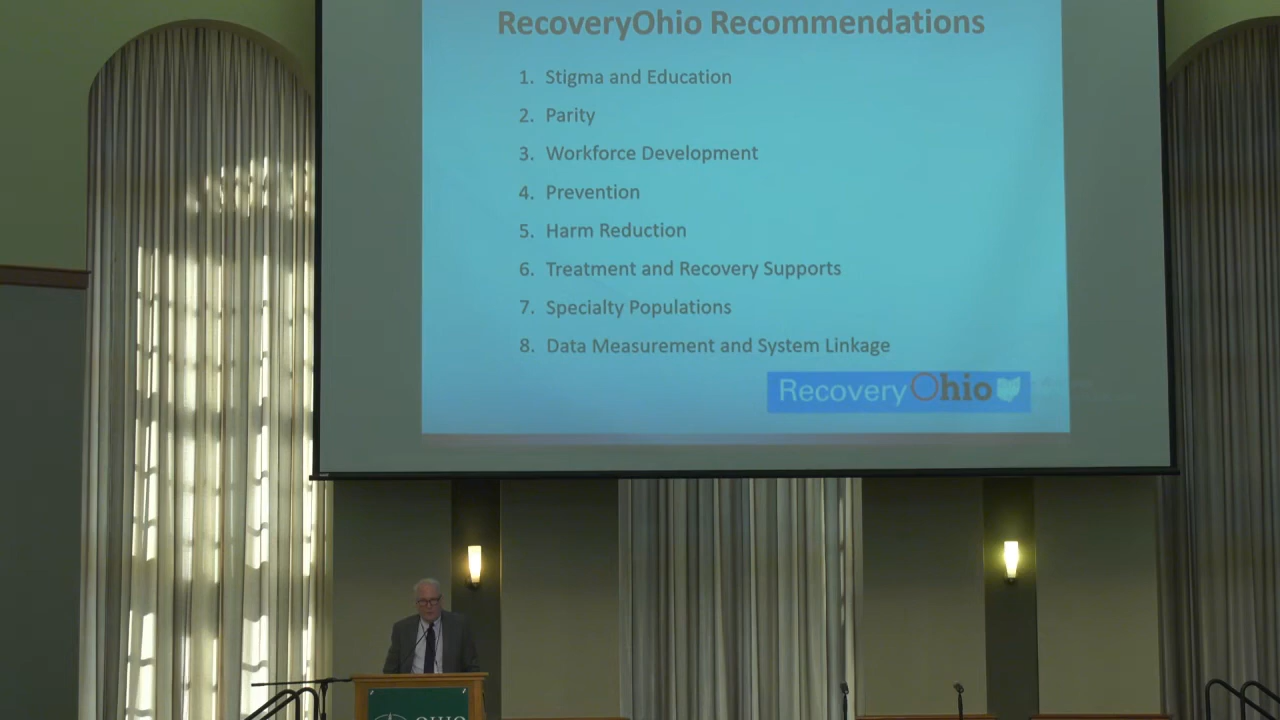 RecoveryOhio Recommendations
1. Stigma and Education
2. Parity
3. Workforce Development
4. Prevention
5. Harm Reduction
6. Treatment and Recovery Supports
7. Specialty Populations
8. Data Measurement and System Linkage
RecoveryOhio
OHIO